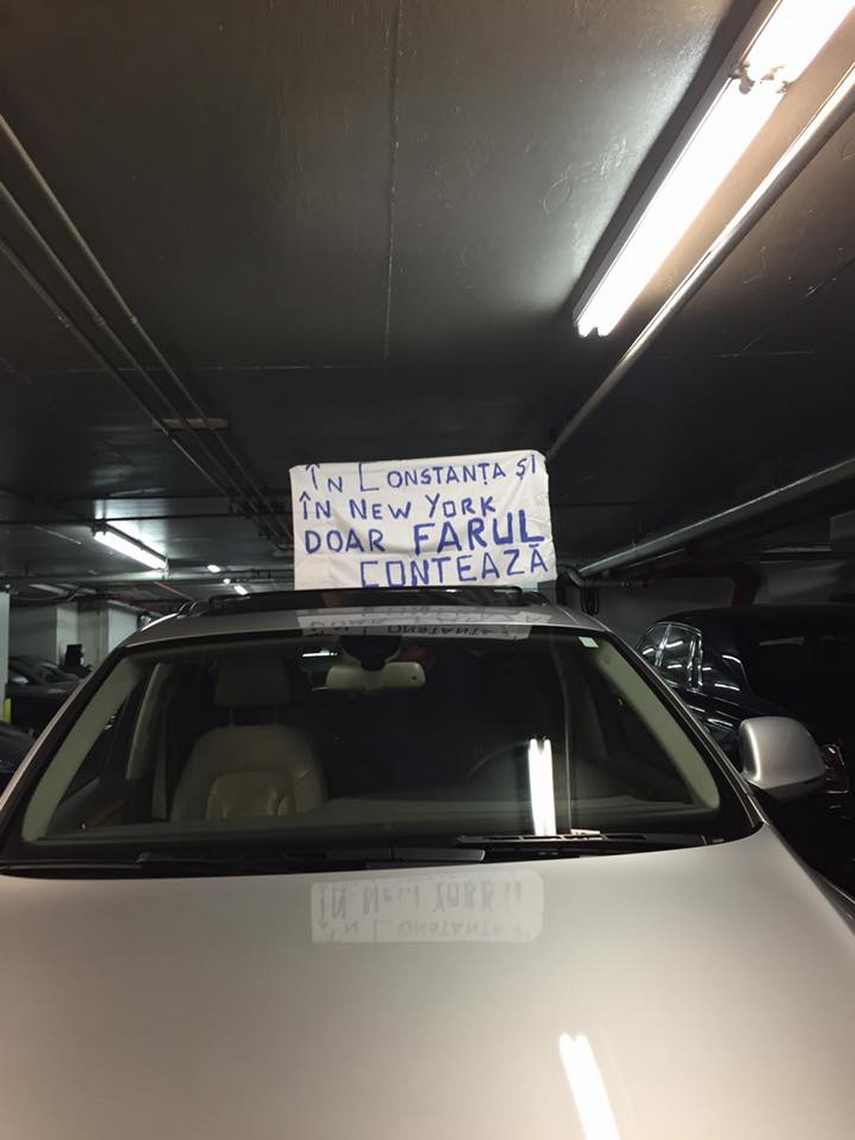 ÎN CONSTANȚA ȘI
ÎN NEW YORK
DOAR FARUL
CONTEAZĂ